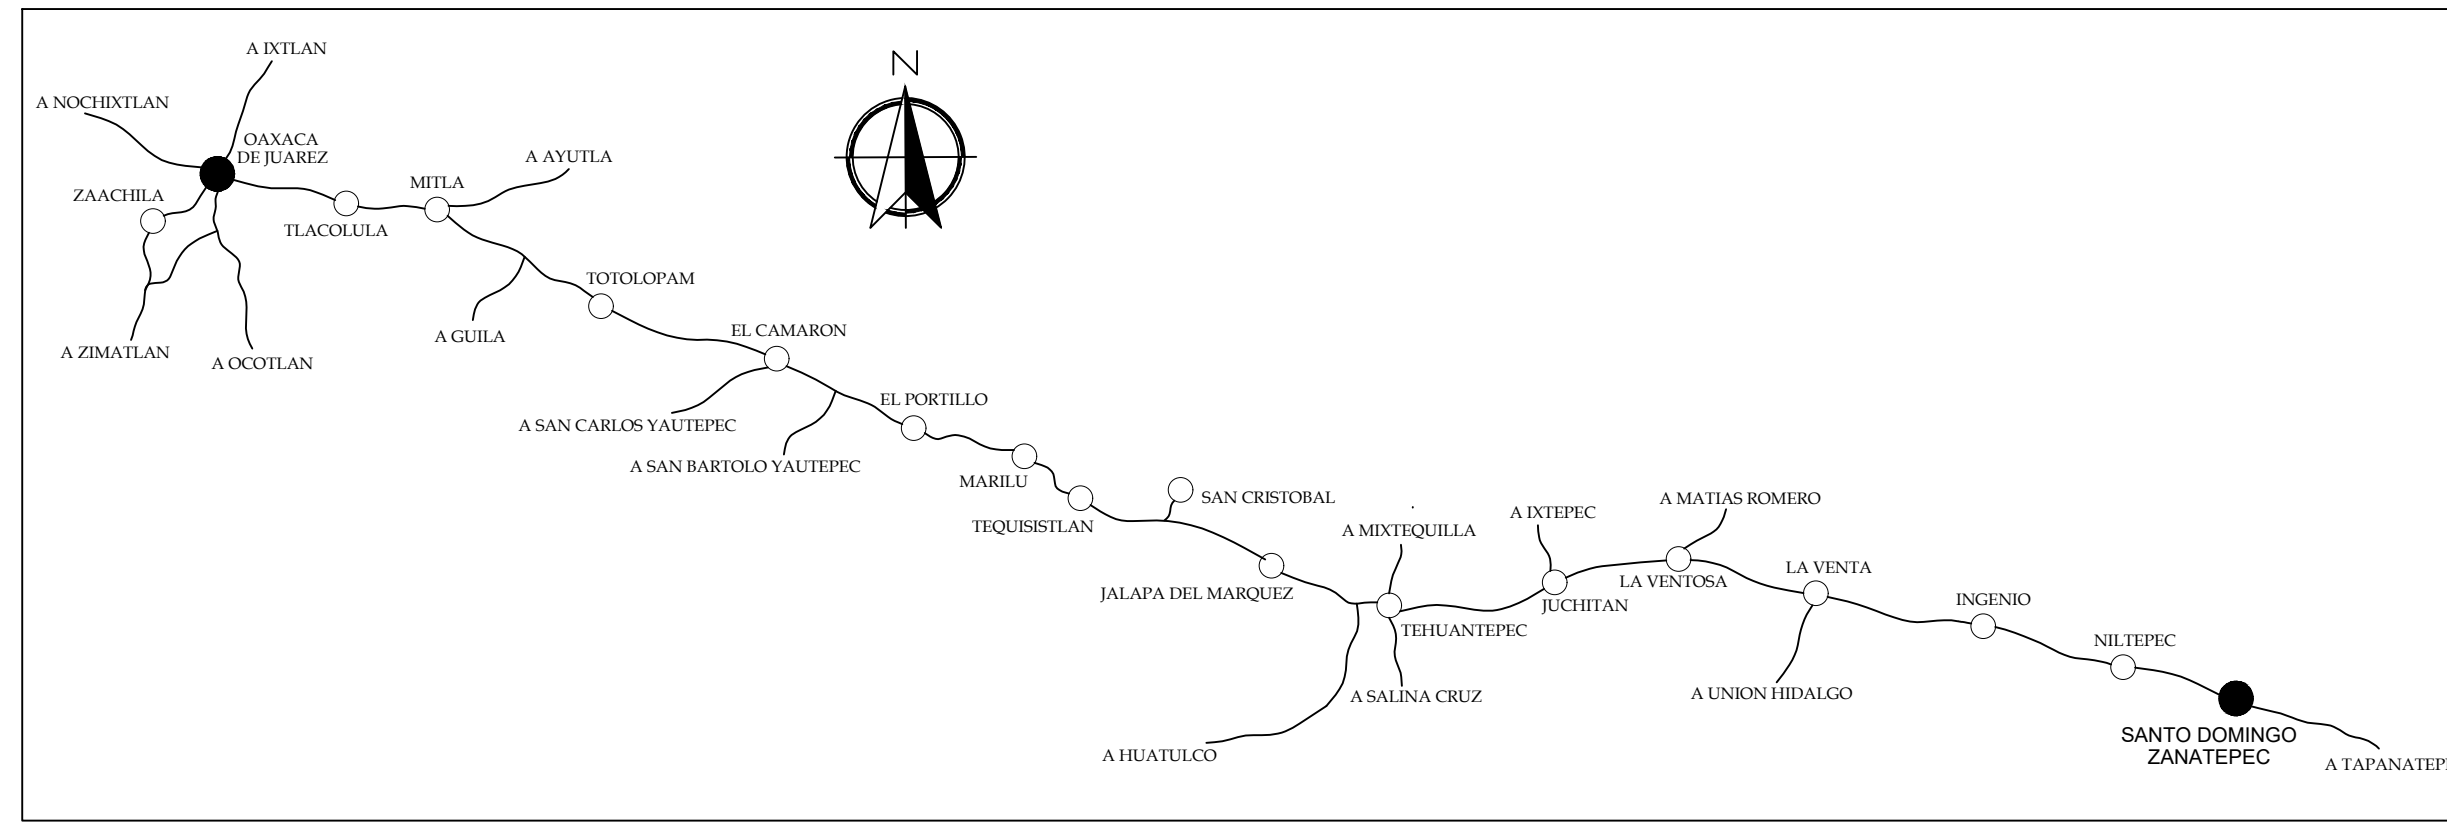 A IXTLAN
N
A NOCHIXTLAN
OAXACA
DE JUAREZ
A AYUTLA
MITLA
ZAACHILA
TLACOLULA
TOTOLOPAM
EL CAMARON
A GUILA
A ZIMATLAN
A OCOTLAN
EL PORTILLO
A SAN CARLOS YAUTEPEC
A SAN BARTOLO YAUTEPEC
MARILU
SAN CRISTOBAL
A MATIAS ROMERO
A IXTEPEC
TEQUISISTLAN
A MIXTEQUILLA
LA VENTA
LA VENTOSA
JALAPA DEL MARQUEZ
INGENIO
JUCHITAN
TEHUANTEPEC
NILTEPEC
A UNION HIDALGO
A SALINA CRUZ
SANTO DOMINGO
ZANATEPEC
A HUATULCO
A TAPANATEP